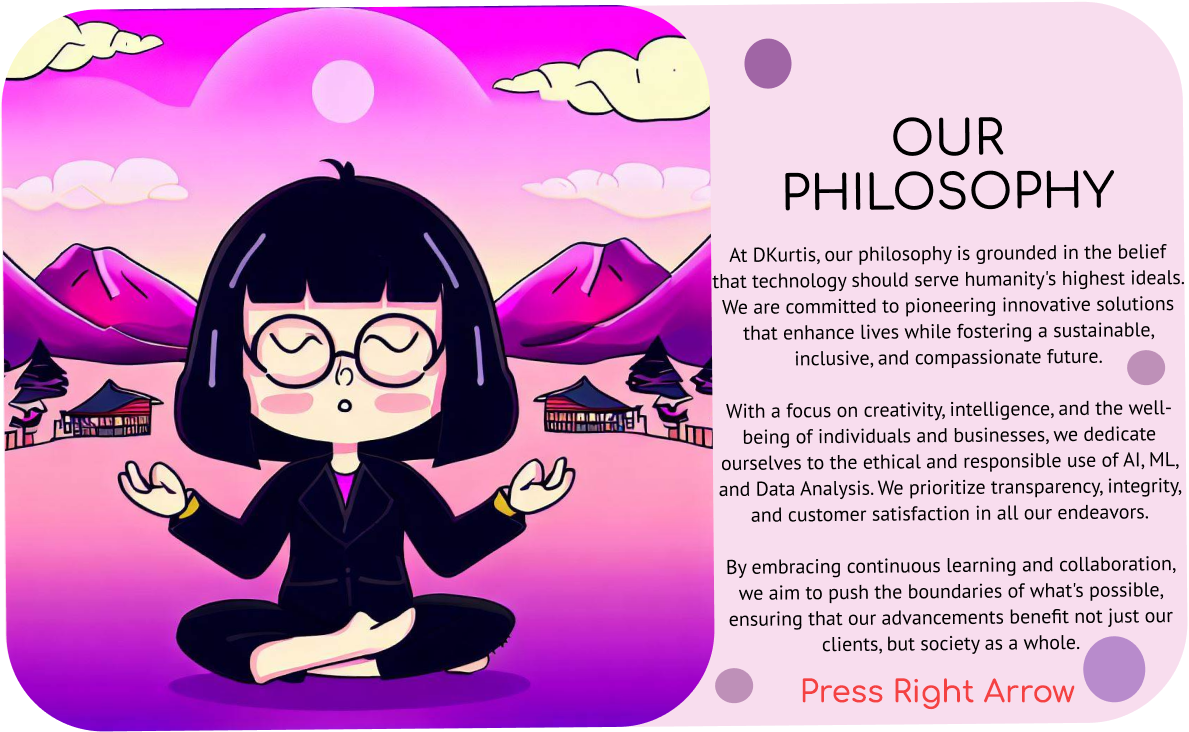 OUR
PHILOSOPHY
At DKurtis, our philosophy is grounded in the belief
that technology should serve humanity's highest ideals.
We are committed to pioneering innovative solutions
that enhance lives while fostering a sustainable,
inclusive, and compassionate future.
With a focus on creativity, intelligence, and the well-
being of individuals and businesses, we dedicate
ourselves to the ethical and responsible use of AI, ML,
and Data Analysis. We prioritize transparency, integrity,
and customer satisfaction in all our endeavors.
By embracing continuous learning and collaboration,
we aim to push the boundaries of what's possible,
ensuring that our advancements benefit not just our
clients, but society as a whole.
Press Right Arrow